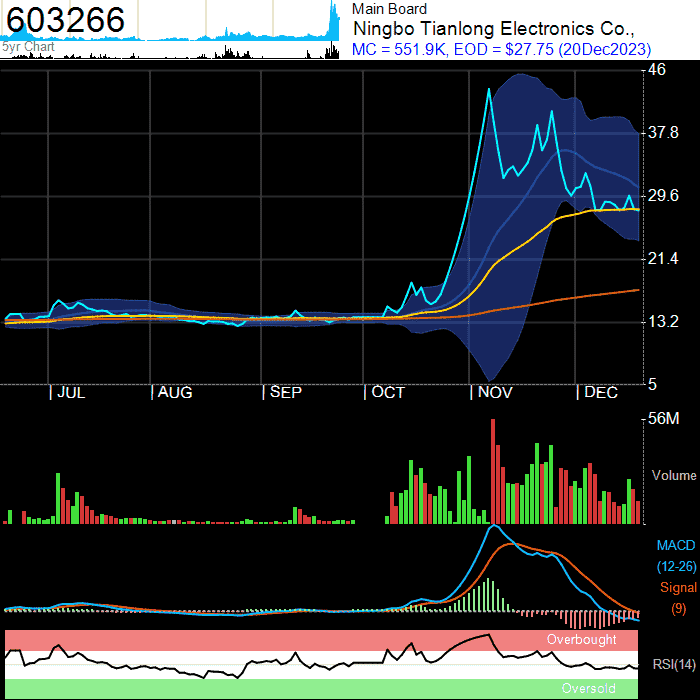 603266
5yr Chart
Main Board
Ningbo Tianlong Electronics Co.,
MC = 551.9K, EOD = $27.75 (20Dec2023)
46
37.8
29.6
21.4
13.2
5
| JUL | AUG | SEP | OCT | NOV | DEC
56M
Volume
MACD
(12-26)
Signal
(9)
Overbought
RSI(14)
Oversold